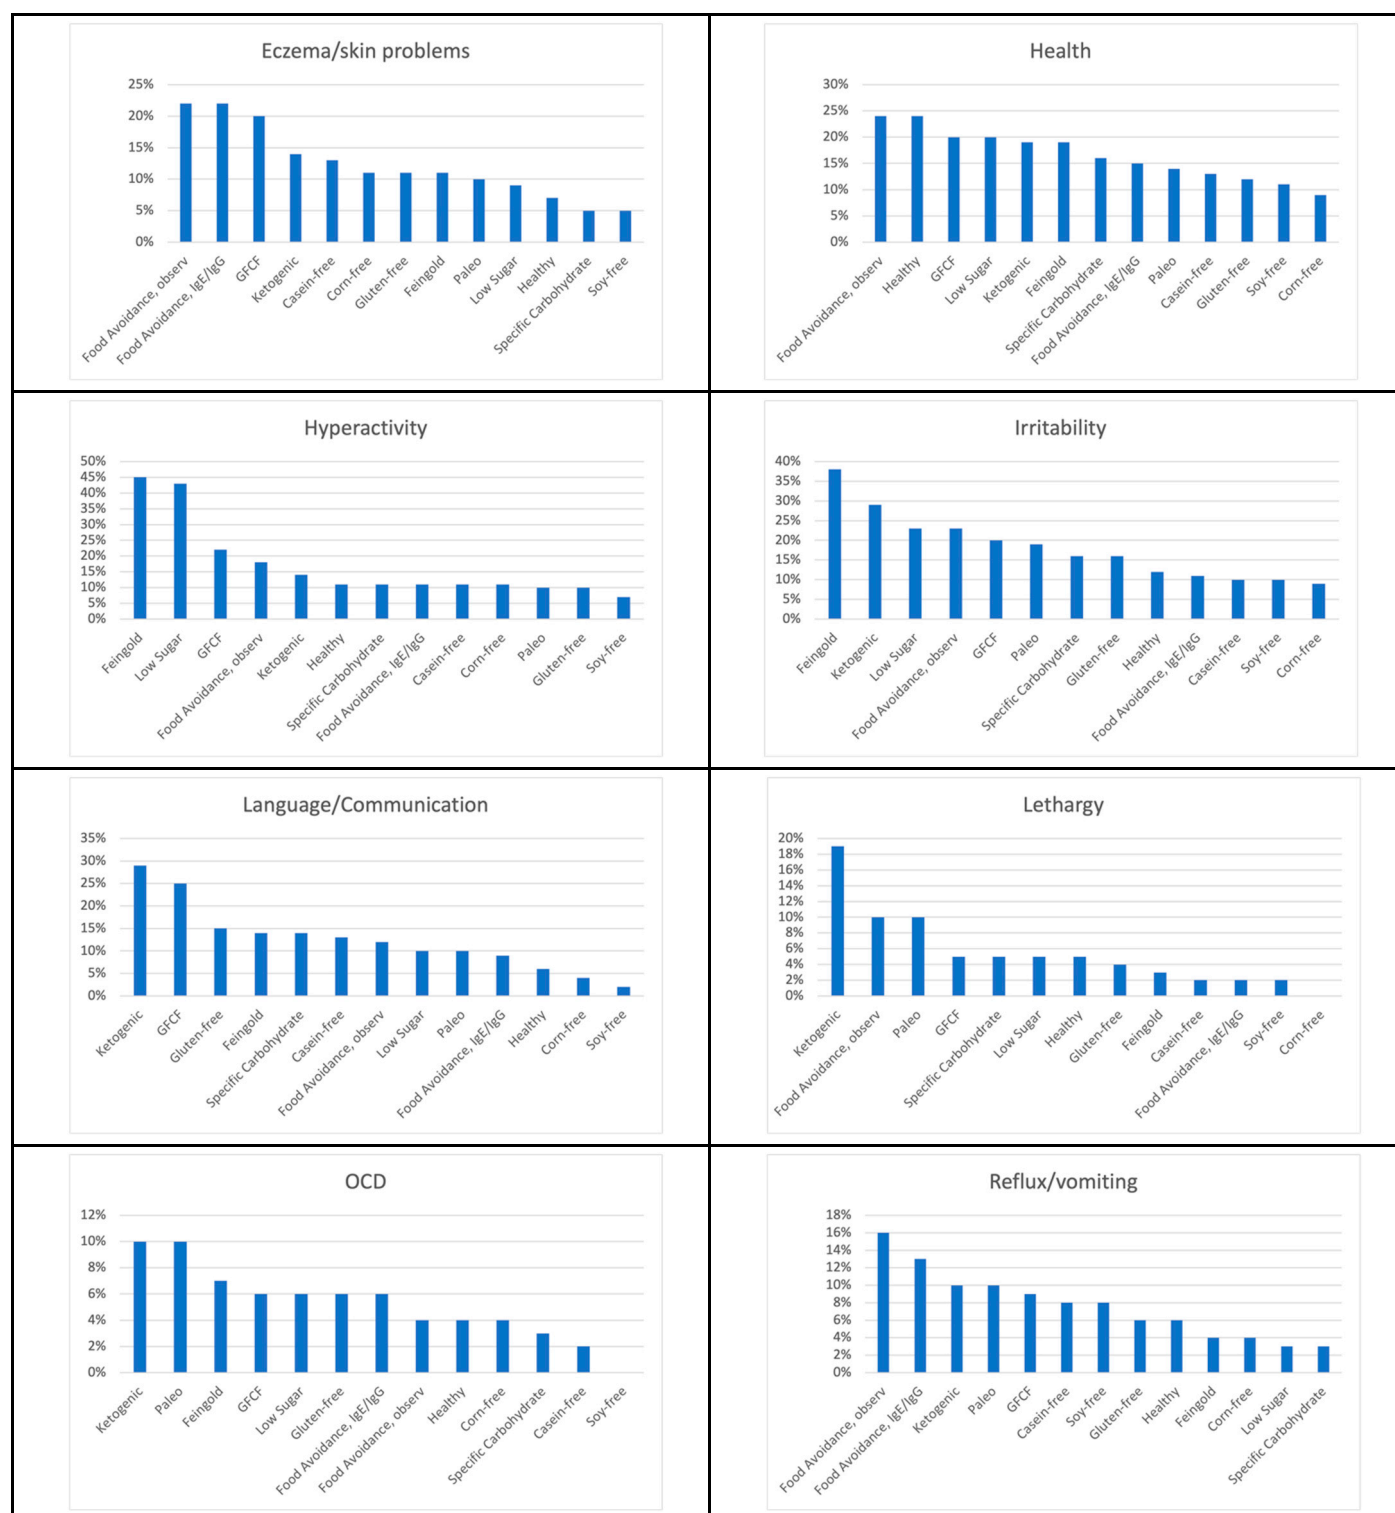 Eczema/skin problems
25%
20%
15%
10%
5%
0%
Food Avoidance, observ
Food Avoidance, IgE/IgG
GFCF
Ketogenic
Casein-free
Corn-free
Gluten-free
Feingold
Paleo
Low Sugar
Healthy
Specific Carbohydrate
Soy-free
Health
30%
25%
20%
15%
10%
5%
0%
Food Avoidance, observ
Healthy
GFCF
Low Sugar
Ketogenic
Feingold
Specific Carbohydrate
Food Avoidance, IgE/IgG
Paleo
Casein-free
Gluten-free
Soy-free
Corn-free
Hyperactivity
50%
45%
40%
35%
30%
25%
20%
15%
10%
5%
0%
Feingold
Low Sugar
GFCF
Food Avoidance, observ
Ketogenic
Healthy
Specific Carbohydrate
Food Avoidance, IgE/IgG
Casein-free
Corn-free
Paleo
Gluten-free
Soy-free
Irritability
40%
35%
30%
25%
20%
15%
10%
5%
0%
Feingold
Ketogenic
Low Sugar
Food Avoidance, observ
GFCF
Paleo
Specific Carbohydrate
Gluten-free
Healthy
Food Avoidance, IgE/IgG
Casein-free
Soy-free
Corn-free
Language/Communication
35%
30%
25%
20%
15%
10%
5%
0%
Ketogenic
GFCF
Gluten-free
Feingold
Specific Carbohydrate
Casein-free
Food Avoidance, observ
Low Sugar
Paleo
Food Avoidance, IgE/IgG
Healthy
Corn-free
Soy-free
Lethargy
20%
18%
16%
14%
12%
10%
8%
6%
4%
2%
0%
Ketogenic
Food Avoidance, observ
Paleo
GFCF
Specific Carbohydrate
Low Sugar
Healthy
Gluten-free
Feingold
Casein-free
Food Avoidance, IgE/IgG
Soy-free
Corn-free
OCD
12%
10%
8%
6%
4%
2%
0%
Ketogenic
Paleo
Feingold
GFCF
Low Sugar
Gluten-free
Food Avoidance, IgE/IgG
Food Avoidance, observ
Healthy
Corn-free
Specific Carbohydrate
Casein-free
Soy-free
Reflux/vomiting
18%
16%
14%
12%
10%
8%
6%
4%
2%
0%
Food Avoidance, observ
Food Avoidance, IgE/IgG
Ketogenic
Paleo
GFCF
Casein-free
Soy-free
Gluten-free
Healthy
Feingold
Corn-free
Low Sugar
Specific Carbohydrate